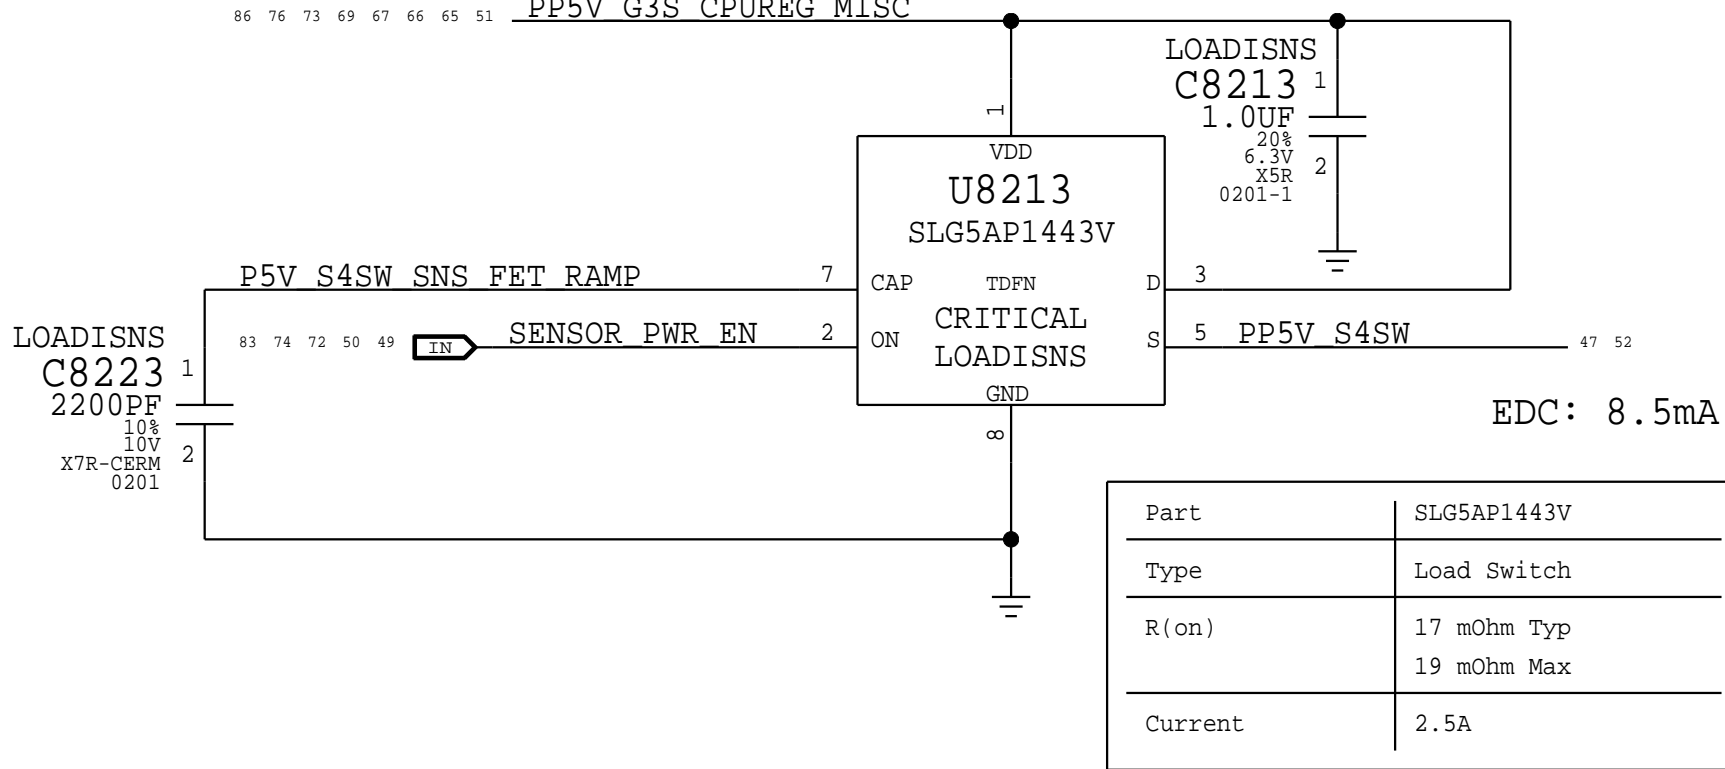 86 76 73 69 67 66 65 51 PP5V_G3S_CPUREG_MISC
LOADISNS
C8213 1
1.0UF
20%
6.3V
X5R
0201-1
2
1
VDD
U8213
SLG5AP1443V
P5V_S4SW_SNS_FET_RAMP 7 CAP TDFN D 3
CRITICAL
83 74 72 50 49 IN SENSOR_PWR_EN 2 ON
LOADISNS
S 5 PP5V_S4SW 47 52
GND
8
LOADISNS
C8223 1
2200PF
10%
10V
X7R-CERM
0201
2
EDC: 8.5mA
Part SLG5AP1443V
Type Load Switch
R(on) 17 mOhm Typ
19 mOhm Max
Current 2.5A